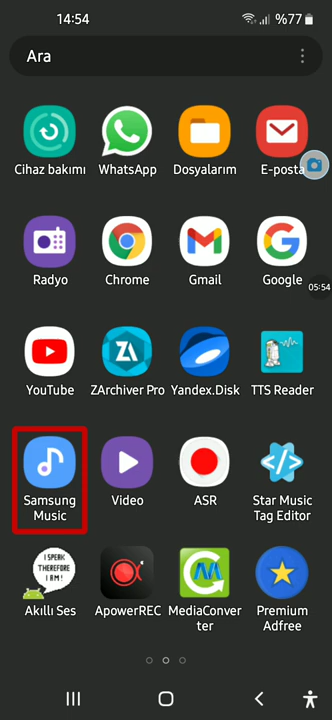 14:54
%77
Ara
Cihaz bakımı
WhatsApp
Dosyalarım
E-posta
Radyo
Chrome
Gmail
Google
05:54
YouTube
ZArchiver Pro
Yandex.Disk
TTS Reader
Samsung
Music
Video
ASR
Star Music
Tag Editor
I SPEAK
THEREFORE
I AM!
Akıllı Ses
ApowerREC
MediaConver
ter
Premium
Adfree